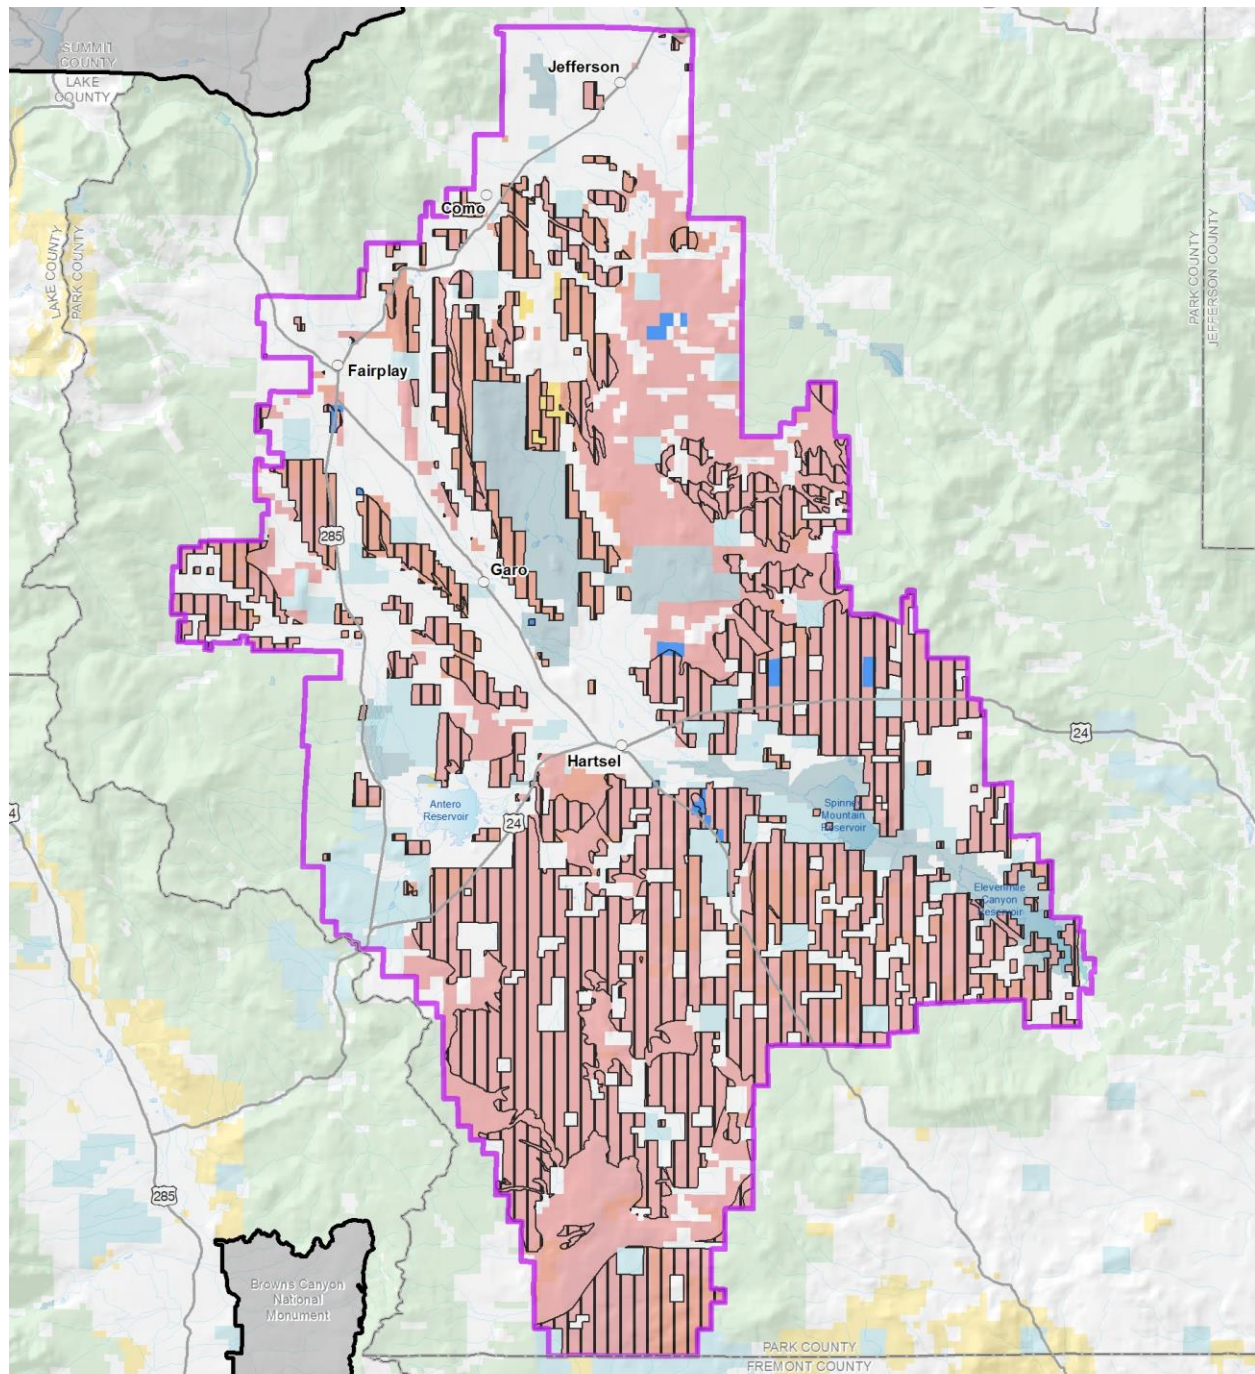 SUMMIT
COUNTY
LAKE
COUNTY
Jefferson
Como
LAKE COUNTY
PARK COUNTY
PARK COUNTY
JEFFERSON COUNTY
Fairplay
285
Garo
24
Hartsel
Antero
Reservoir
24
Spinney
Mountain
Reservoir
4
Elevenmile
Canyon
Reservoir
285
Browns Canyon
National
Monument
PARK COUNTY
FREMONT COUNTY